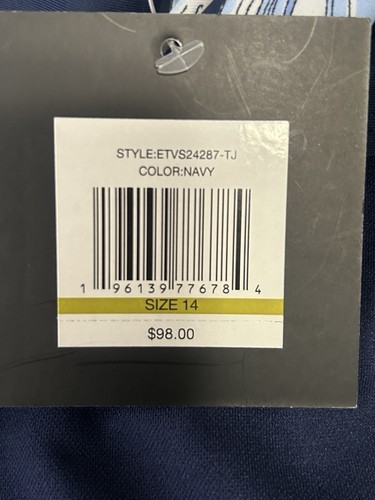 STYLE:ETVS24287-TJ
COLOR:NAVY
1 96139 77678 4
SIZE 14
$98.00